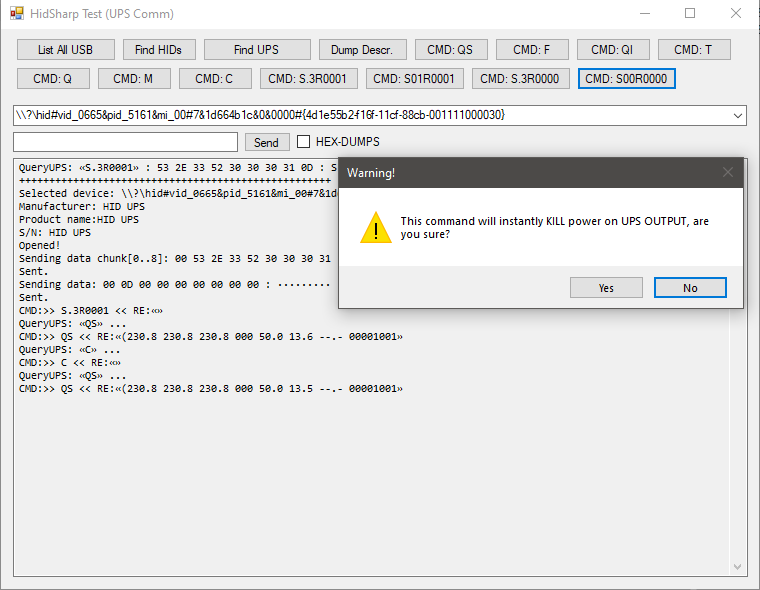 HidSharp Test (UPS Comm)
List All USB Find HIDs Find UPS Dump Descr. CMD: QS CMD: F CMD: QI CMD: T
CMD: Q CMD: M CMD: C CMD: S.3R0001 CMD: S01R0001 CMD: S.3R0000 CMD: S00R0000
\\?\hid#vid_0665&pid_5161&mi_00#7&1d664b1c&0&0000#{4d1e55b2-f16f-11cf-88cb-001111000030}
Send HEX-DUMPS
QueryUPS: «S.3R0001» : 53 2E 33 52 30 30 30 31 0D : S
++++++++++++++++++++++++++++++++++++++++++++++++++++
Selected device: \\?\hid#vid_0665&pid_5161&mi_00#7&1d
Manufacturer: HID UPS
Product name:HID UPS
S/N: HID UPS
Opened!
Sending data chunk[0..8]: 00 53 2E 33 52 30 30 30 31
Sent.
Sending data: 00 0D 00 00 00 00 00 00 00 : ·········
Sent.
CMD:>> S.3R0001 << RE:«»
QueryUPS: «QS» ...
CMD:>> QS << RE:«(230.8 230.8 230.8 000 50.0 13.6 --.- 00001001»
QueryUPS: «C» ...
CMD:>> C << RE:«»
QueryUPS: «QS» ...
CMD:>> QS << RE:«(230.8 230.8 230.8 000 50.0 13.5 --.- 00001001»
Warning!
This command will instantly KILL power on UPS OUTPUT, are
you sure?
Yes No